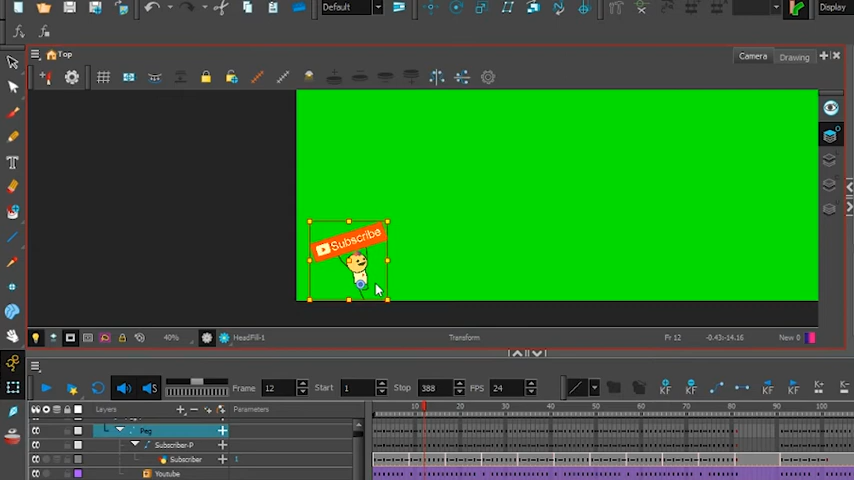 Default
Display
Top
Camera
Drawing
Subscribe
40%
HeadFill-1
Transform
Fr 12
-0.43:-14.16
New 0
Frame 12
Start 1
Stop 388
FPS 24
KF
KF
KF
KF
K
K
Layers
Parameters
10 20 30 40 50 60 70 80 90 100
Peg
Subscriber-P
Subscriber 1
Youtube